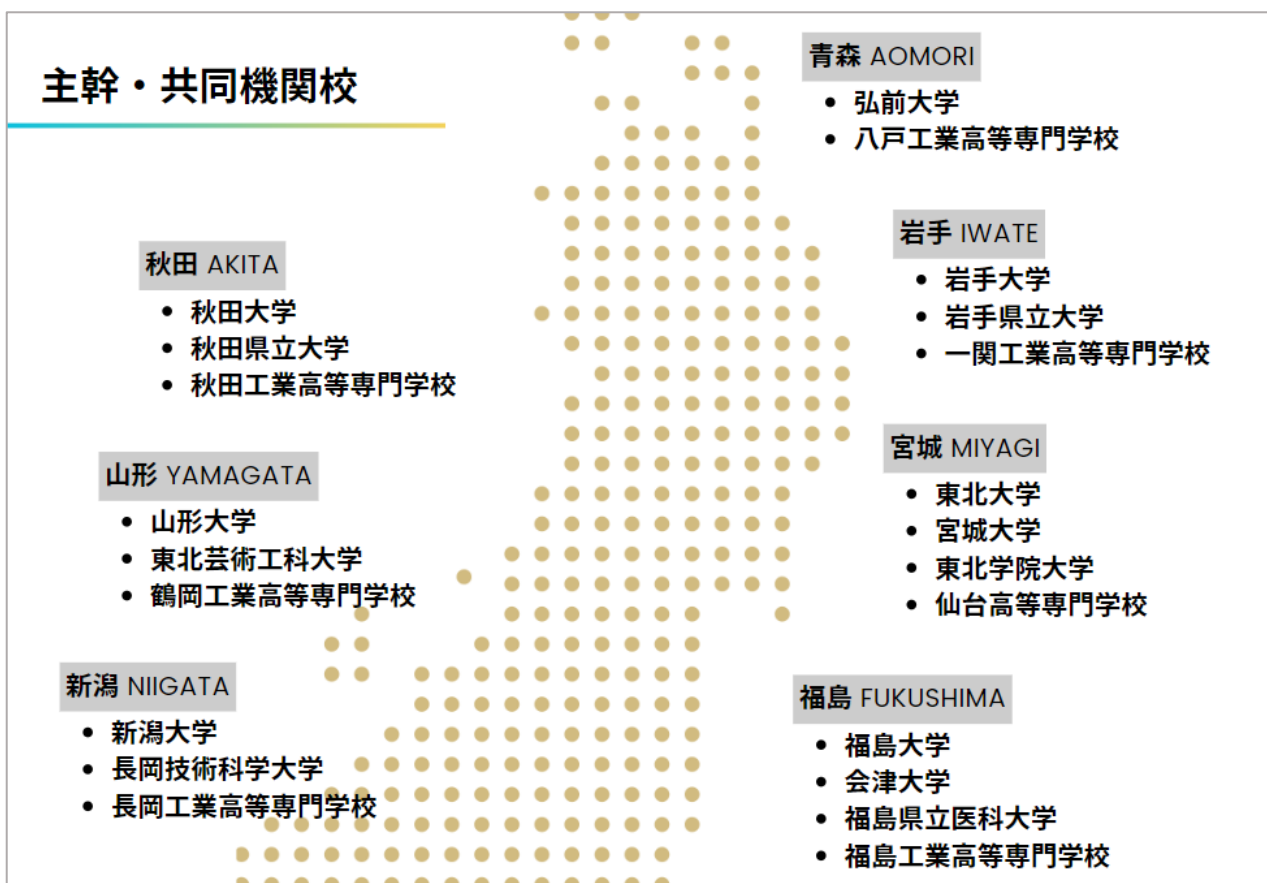 主幹・共同機関校
青森 AOMORI
• 弘前大学
• 八戸工業高等専門学校
岩手 IWATE
• 岩手大学
• 岩手県立大学
• 一関工業高等専門学校
秋田 AKITA
• 秋田大学
• 秋田県立大学
• 秋田工業高等専門学校
宮城 MIYAGI
• 東北大学
• 宮城大学
• 東北学院大学
• 仙台高等専門学校
山形 YAMAGATA
• 山形大学
• 東北芸術工科大学
• 鶴岡工業高等専門学校
新潟 NIIGATA
• 新潟大学
• 長岡技術科学大学
• 長岡工業高等専門学校
福島 FUKUSHIMA
• 福島大学
• 会津大学
• 福島県立医科大学
• 福島工業高等専門学校